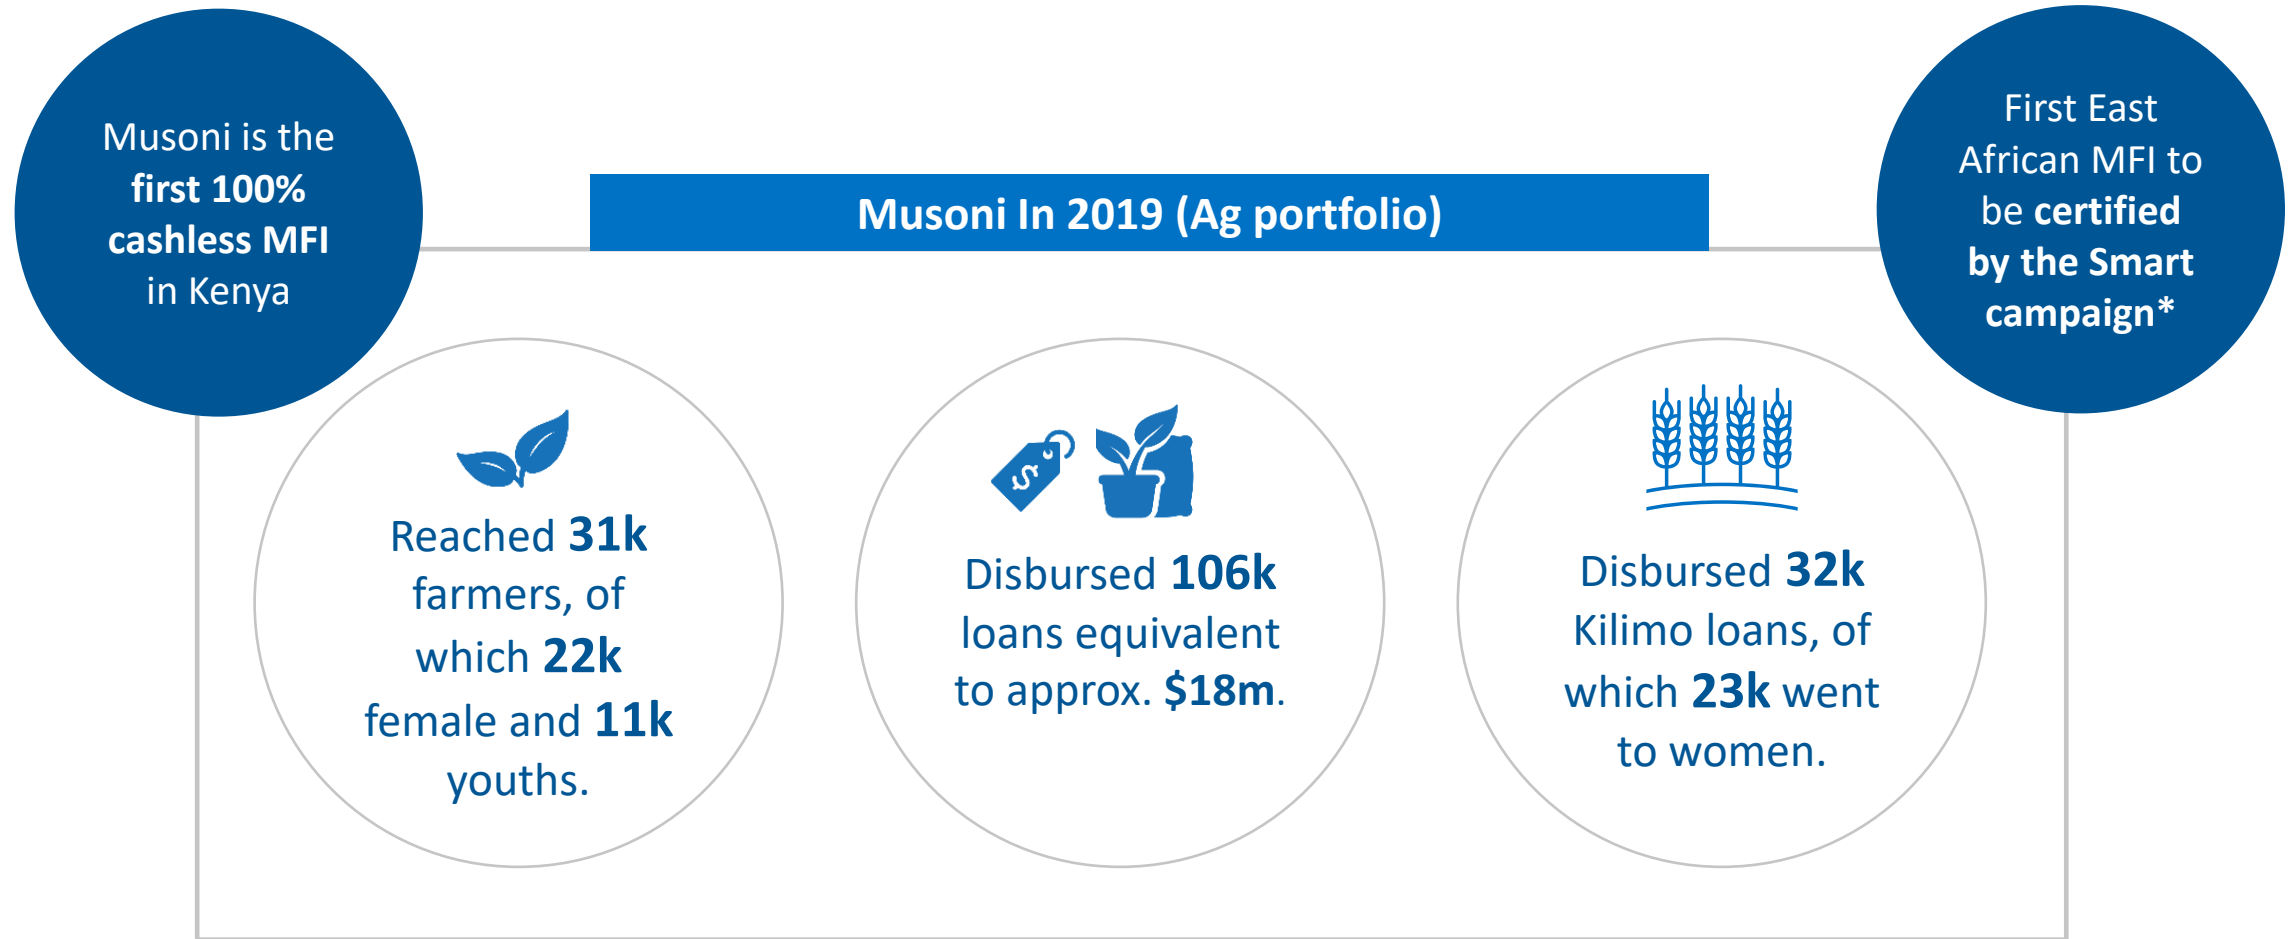 Musoni is the
first 100%
cashless MFI
in Kenya
Musoni In 2019 (Ag portfolio)
First East
African MFI to
be certified
by the Smart
campaign*
Reached 31k
farmers, of
which 22k
female and 11k
youths.
$
Disbursed 106k
loans equivalent
to approx. $18m.
Disbursed 32k
Kilimo loans, of
which 23k went
to women.